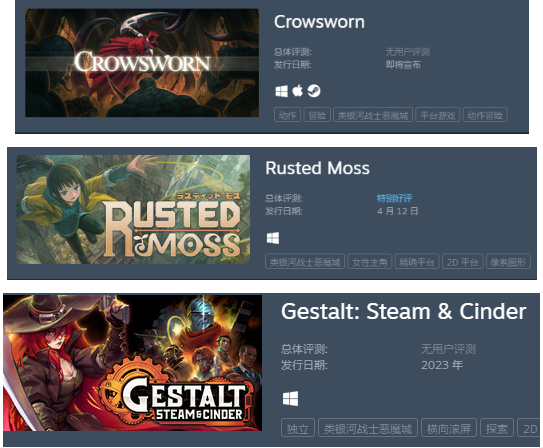 CROWSWORN
Crowsworn
总体评测: 无用户评测
发行日期: 即将宣布
动作 冒险 类银河战士恶魔城 平台游戏 动作冒险
ラスティッド モス
RUSTED
MOSS
Rusted Moss
总体评测: 特别好评
发行日期: 4 月 12 日
类银河战士恶魔城 女性主角 精确平台 2D 平台 像素图形
GESTALT
STEAM & CINDER
Gestalt: Steam & Cinder
总体评测: 无用户评测
发行日期: 2023 年
独立 类银河战士恶魔城 横向滚屏 探索 2D